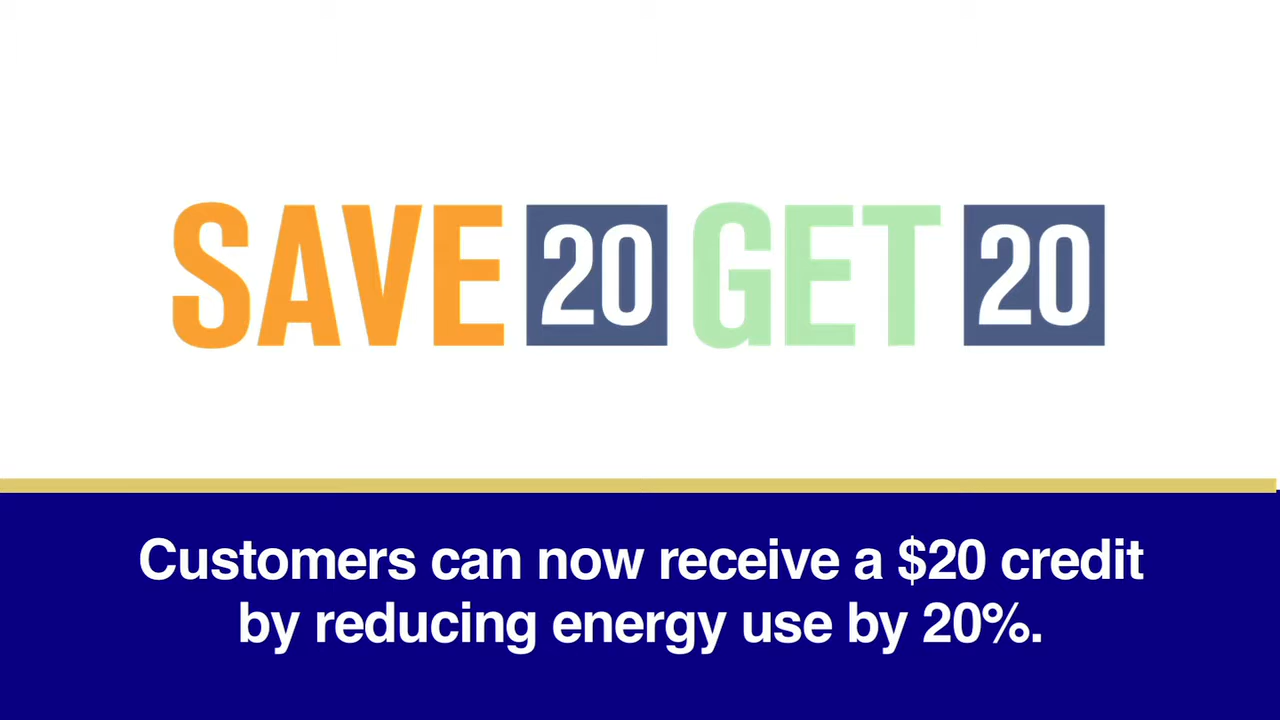 SAVE 20 GET 20
Customers can now receive a $20 credit
by reducing energy use by 20%.